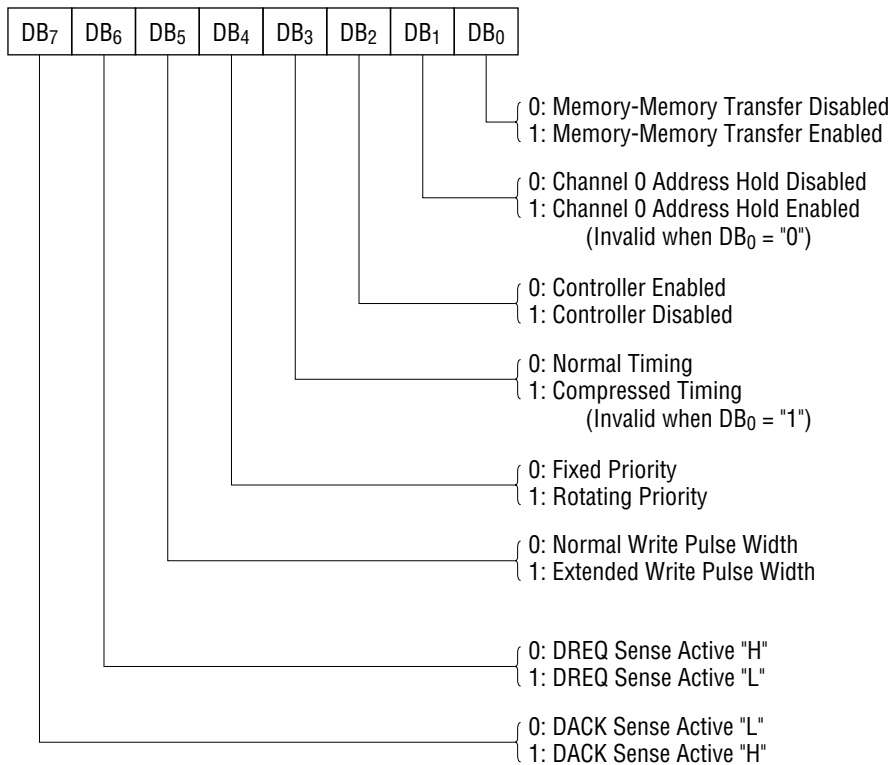 DB7 DB6 DB5 DB4 DB3 DB2 DB1 DB0
0: Memory-Memory Transfer Disabled
1: Memory-Memory Transfer Enabled
0: Channel 0 Address Hold Disabled
1: Channel 0 Address Hold Enabled
(Invalid when DB0 = "0")
0: Controller Enabled
1: Controller Disabled
0: Normal Timing
1: Compressed Timing
(Invalid when DB0 = "1")
0: Fixed Priority
1: Rotating Priority
0: Normal Write Pulse Width
1: Extended Write Pulse Width
0: DREQ Sense Active "H"
1: DREQ Sense Active "L"
0: DACK Sense Active "L"
1: DACK Sense Active "H"